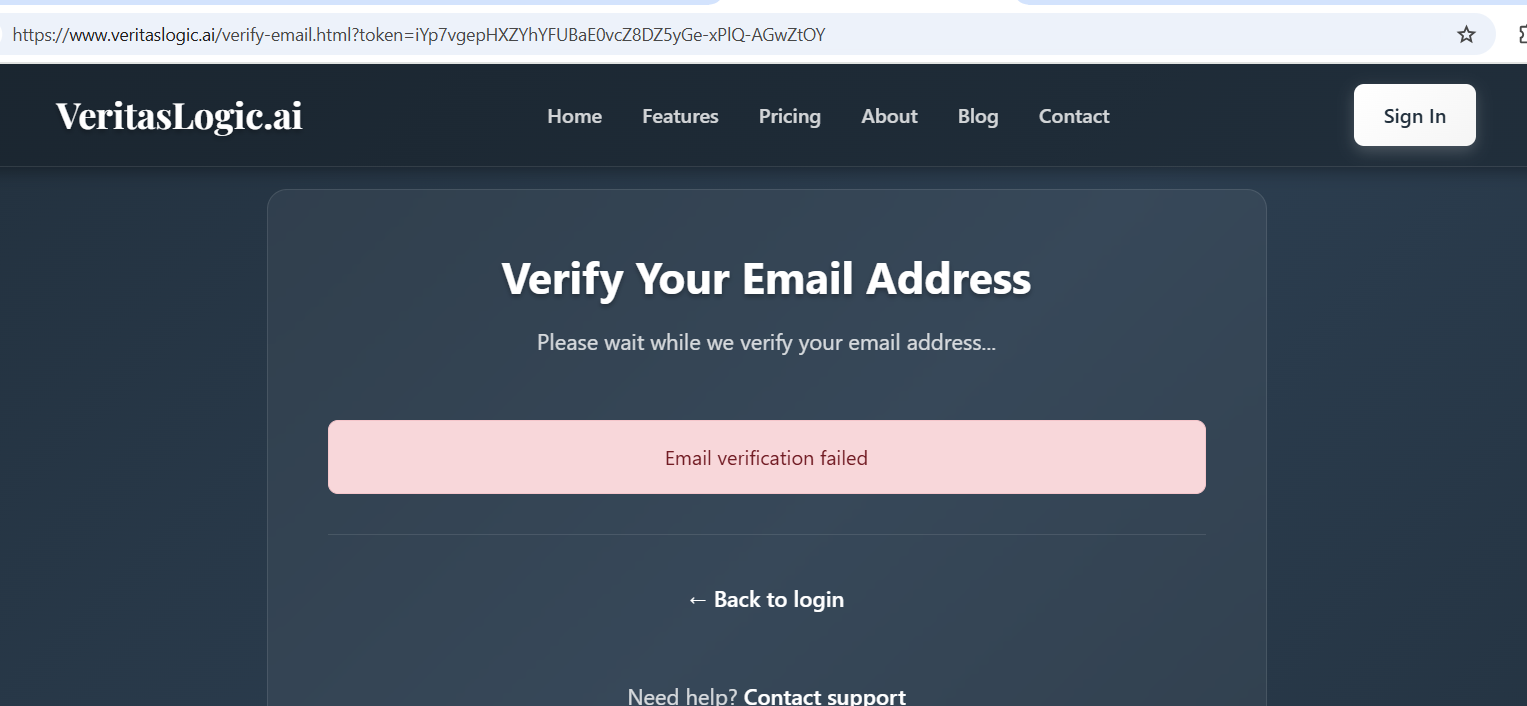 https://www.veritaslogic.ai/verify-email.html?token=iYp7vgepHXZYhYFUBaE0vcZ8DZ5yGe-xPlQ-AGwZtOY
VeritasLogic.ai Home Features Pricing About Blog Contact Sign In
Verify Your Email Address
Please wait while we verify your email address...
Email verification failed
← Back to login
Need help? Contact support